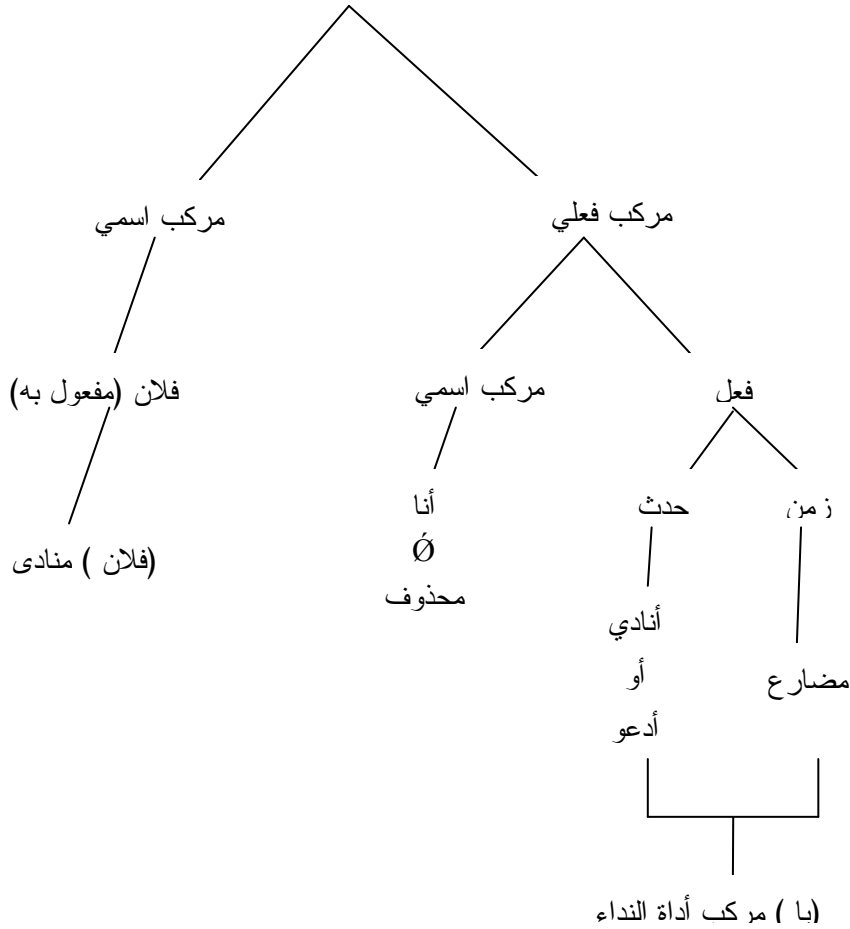 مركب فعلي
مركب اسمي
فعل
مركب اسمي
فلان (مفعول به)
زمن
حدث
أنا
Ǿ
محذوف
(فلان ) منادى
أنادي
أو
أدعو
مضارع
(يا ) مركب أداة النداء